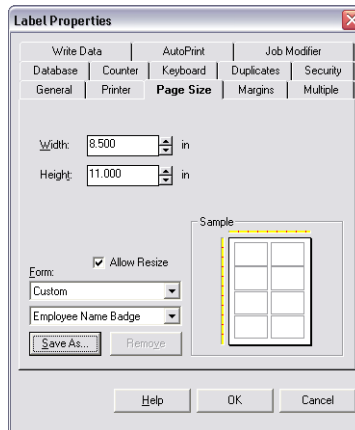 Label Properties
Write Data AutoPrint Job Modifier
Database Counter Keyboard Duplicates Security
General Printer Page Size Margins Multiple
Width: 8.500 in
Height: 11.000 in
Sample
Allow Resize
Form:
Custom
Employee Name Badge
Save As... Remove
Help OK Cancel